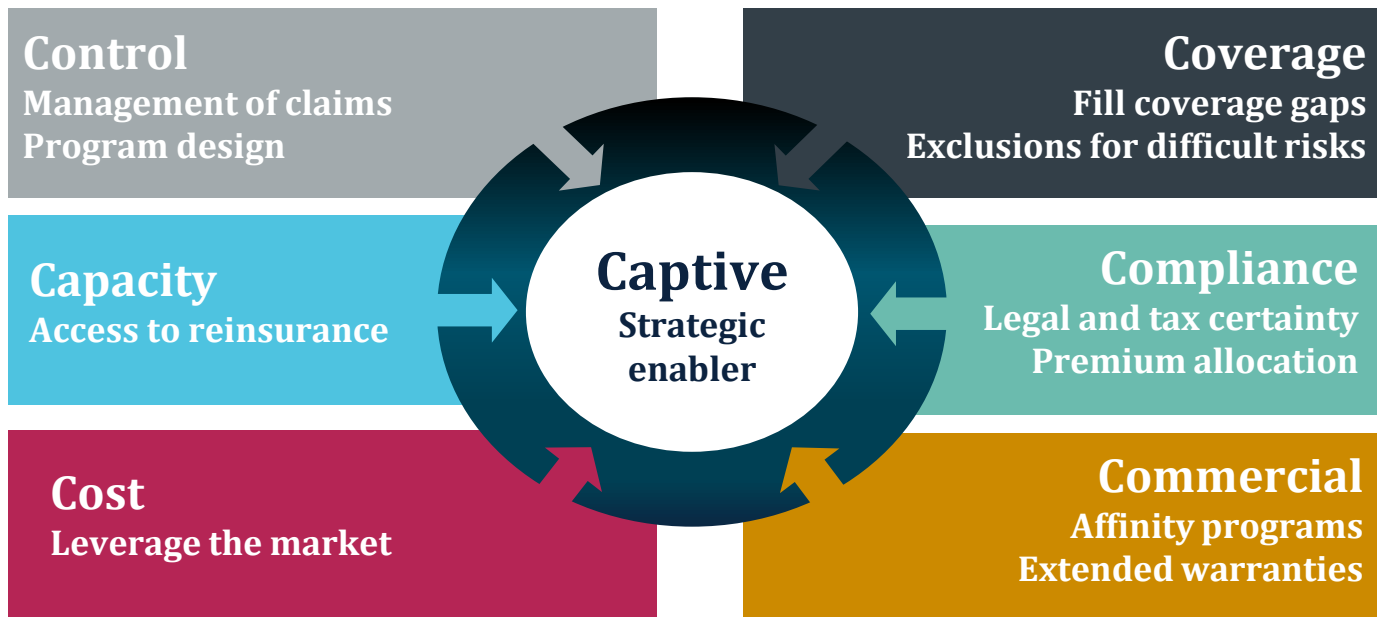 Control
Management of claims
Program design
Coverage
Fill coverage gaps
Exclusions for difficult risks
Capacity
Access to reinsurance
Captive
Strategic
enabler
Compliance
Legal and tax certainty
Premium allocation
Cost
Leverage the market
Commercial
Affinity programs
Extended warranties